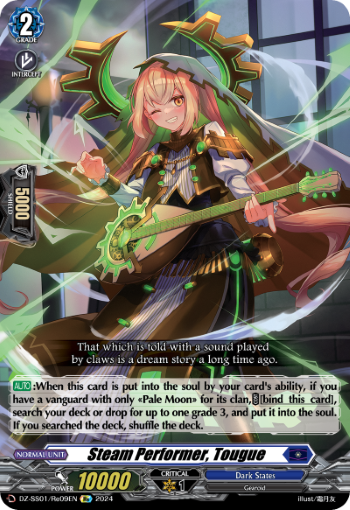 2
GRADE
INTERCEPT
5000
SHIELD
That which is told with a sound played
by claws is a dream story a long time ago.
AUTO:When this card is put into the soul by your card's ability, if you
have a vanguard with only «Pale Moon» for its clan,[bind this card],
search your deck or drop for up to one grade 3, and put it into the soul.
If you searched the deck, shuffle the deck.
NORMAL UNIT
Steam Performer, Tougue
POWER 10000
CRITICAL
1
Dark States
Gearoid
DZ-SS01/Re09EN 2024
illust/霜月友